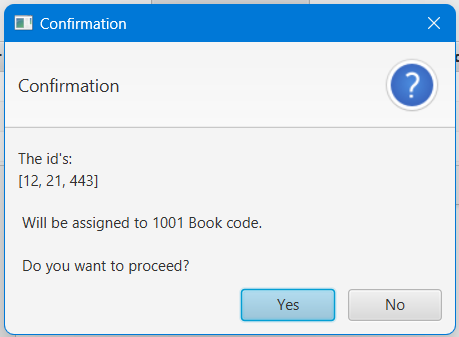 Confirmation
Confirmation
?
The id's:
[12, 21, 443]
Will be assigned to 1001 Book code.
Do you want to proceed?
Yes
No